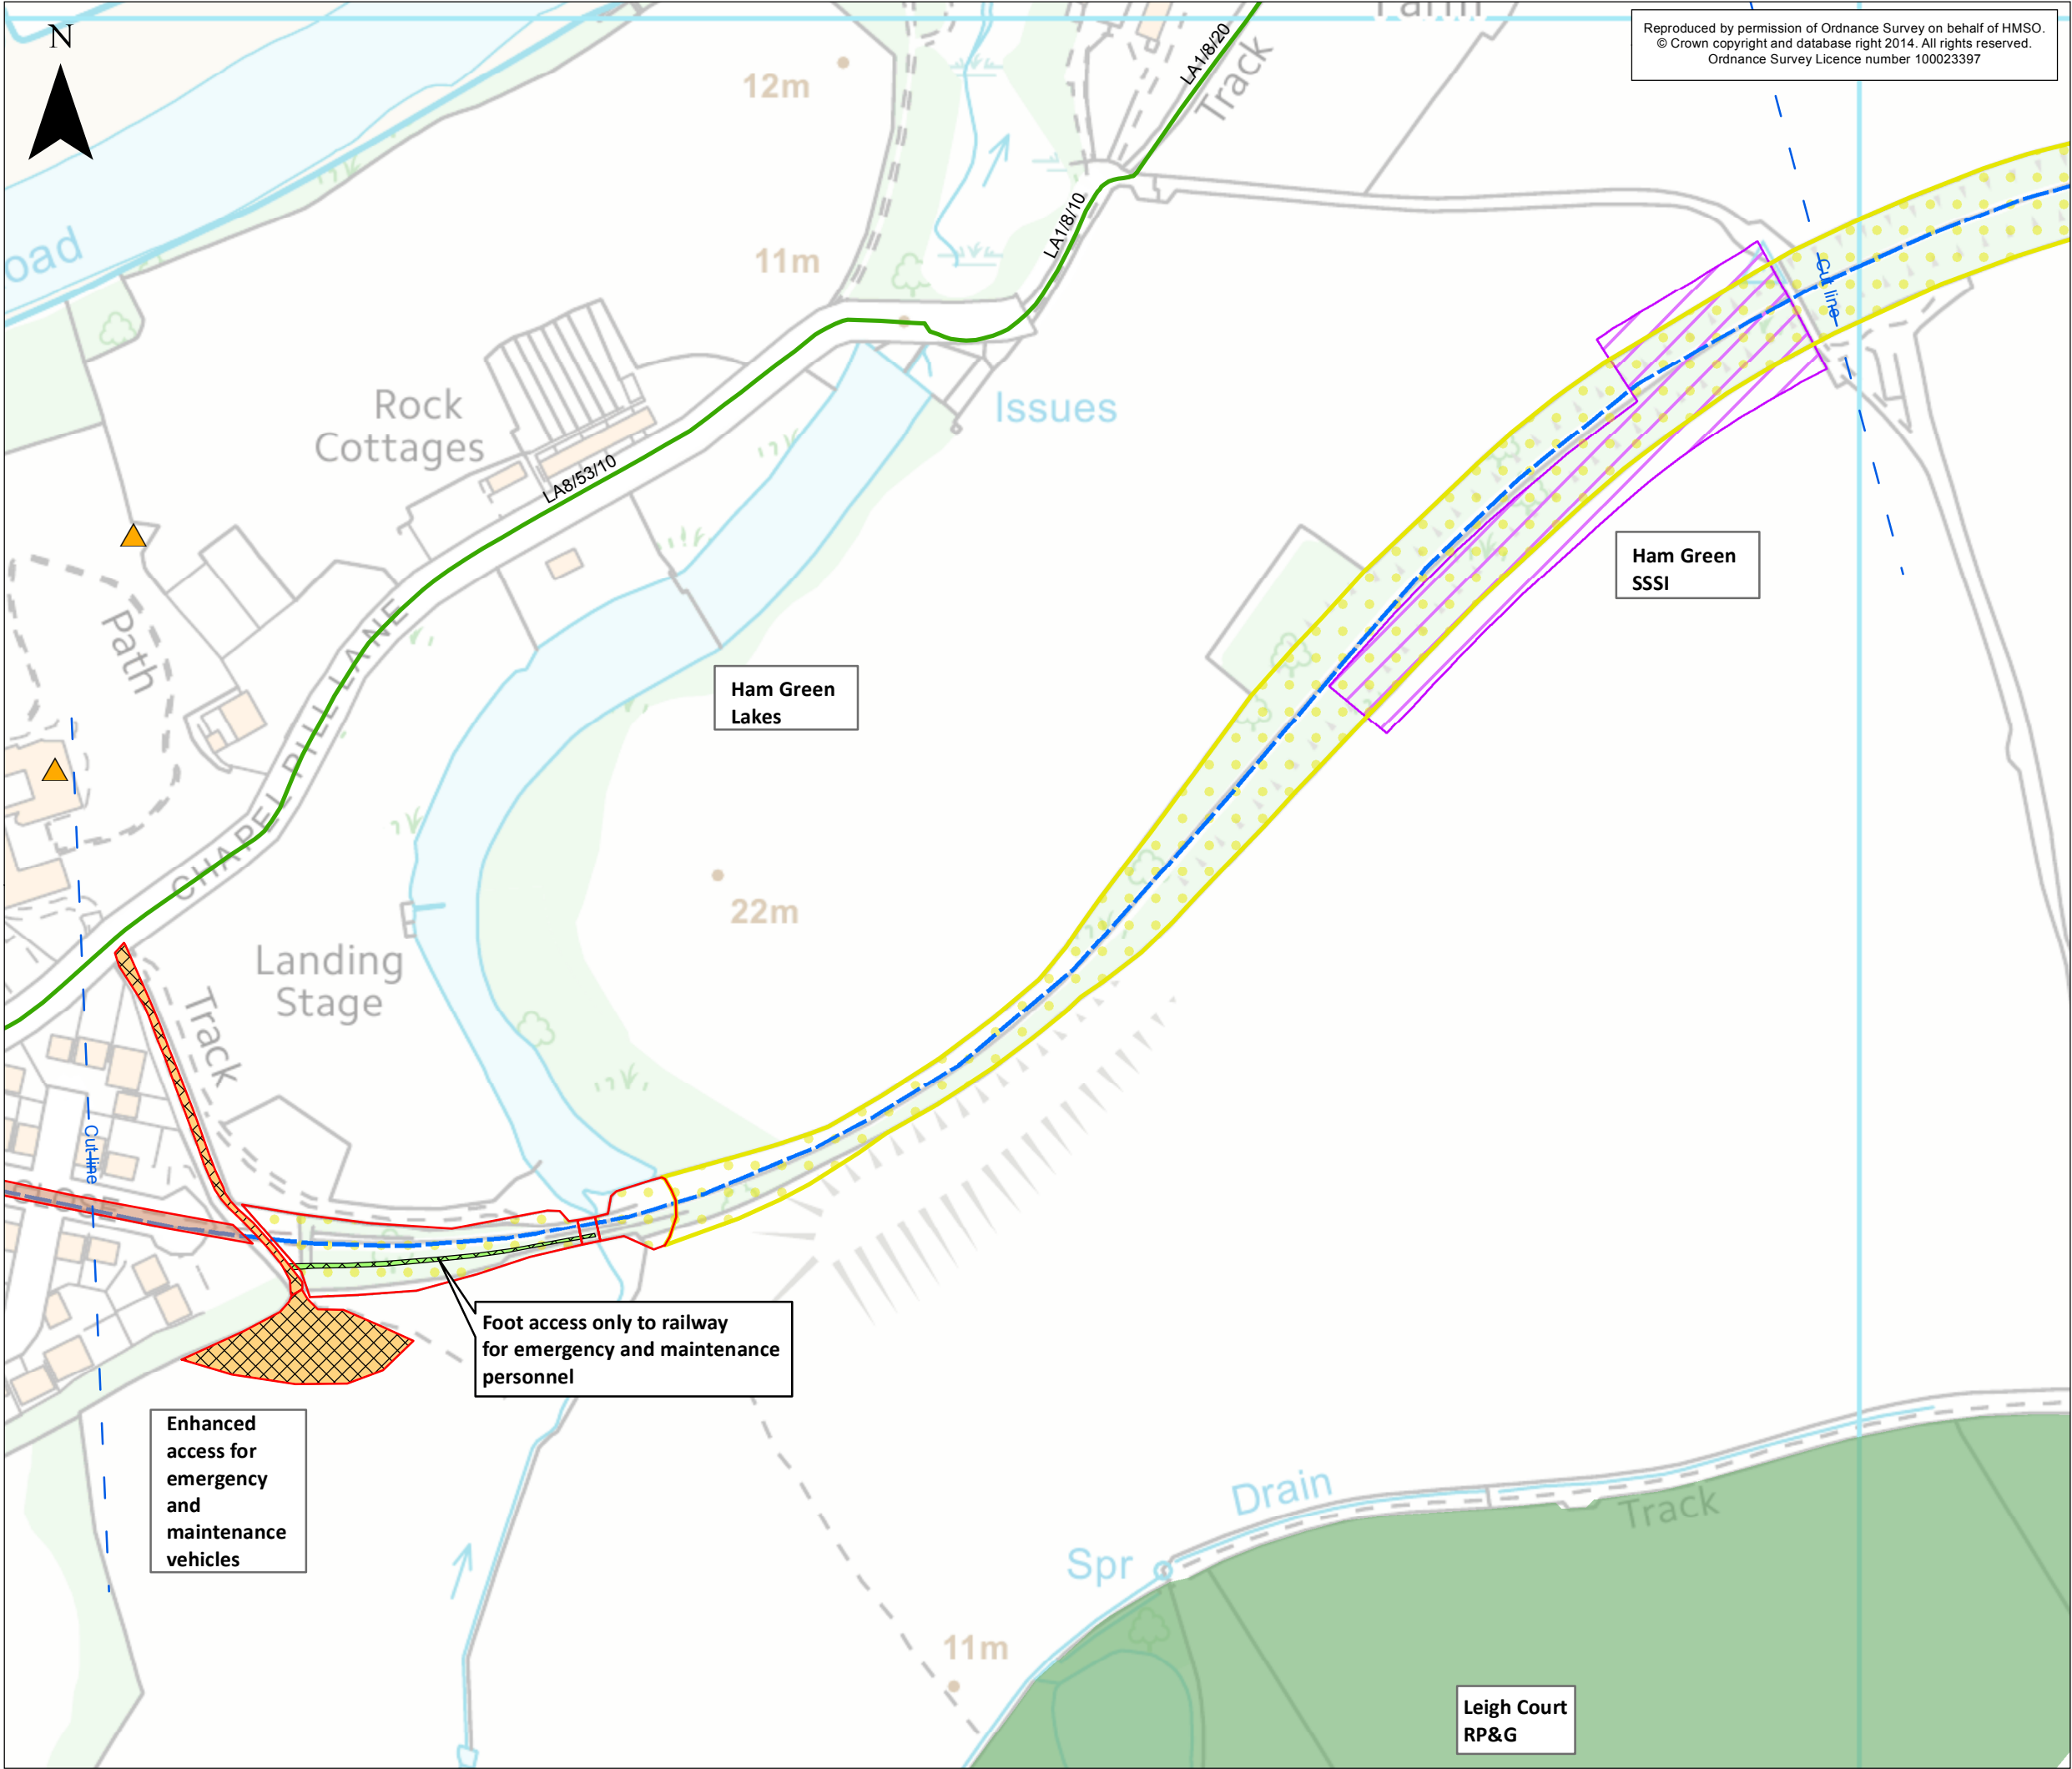 N
Reproduced by permission of Ordnance Survey on behalf of HMSO.
© Crown copyright and database right 2014. All rights reserved.
Ordnance Survey Licence number 100023397
Farm
LA1/8/20
Track
12m
11m
LA1/8/10
oad
Cut line
Rock
Cottages
Issues
LA8/53/10
Ham Green
SSSI
Path
Ham Green
Lakes
CHAPEL PILL LANE
22m
Landing
Stage
Track
Cut line
Foot access only to railway
for emergency and maintenance
personnel
Enhanced
access for
emergency
and
maintenance
vehicles
Drain
Track
Spr
11m
Leigh Court
RP&G